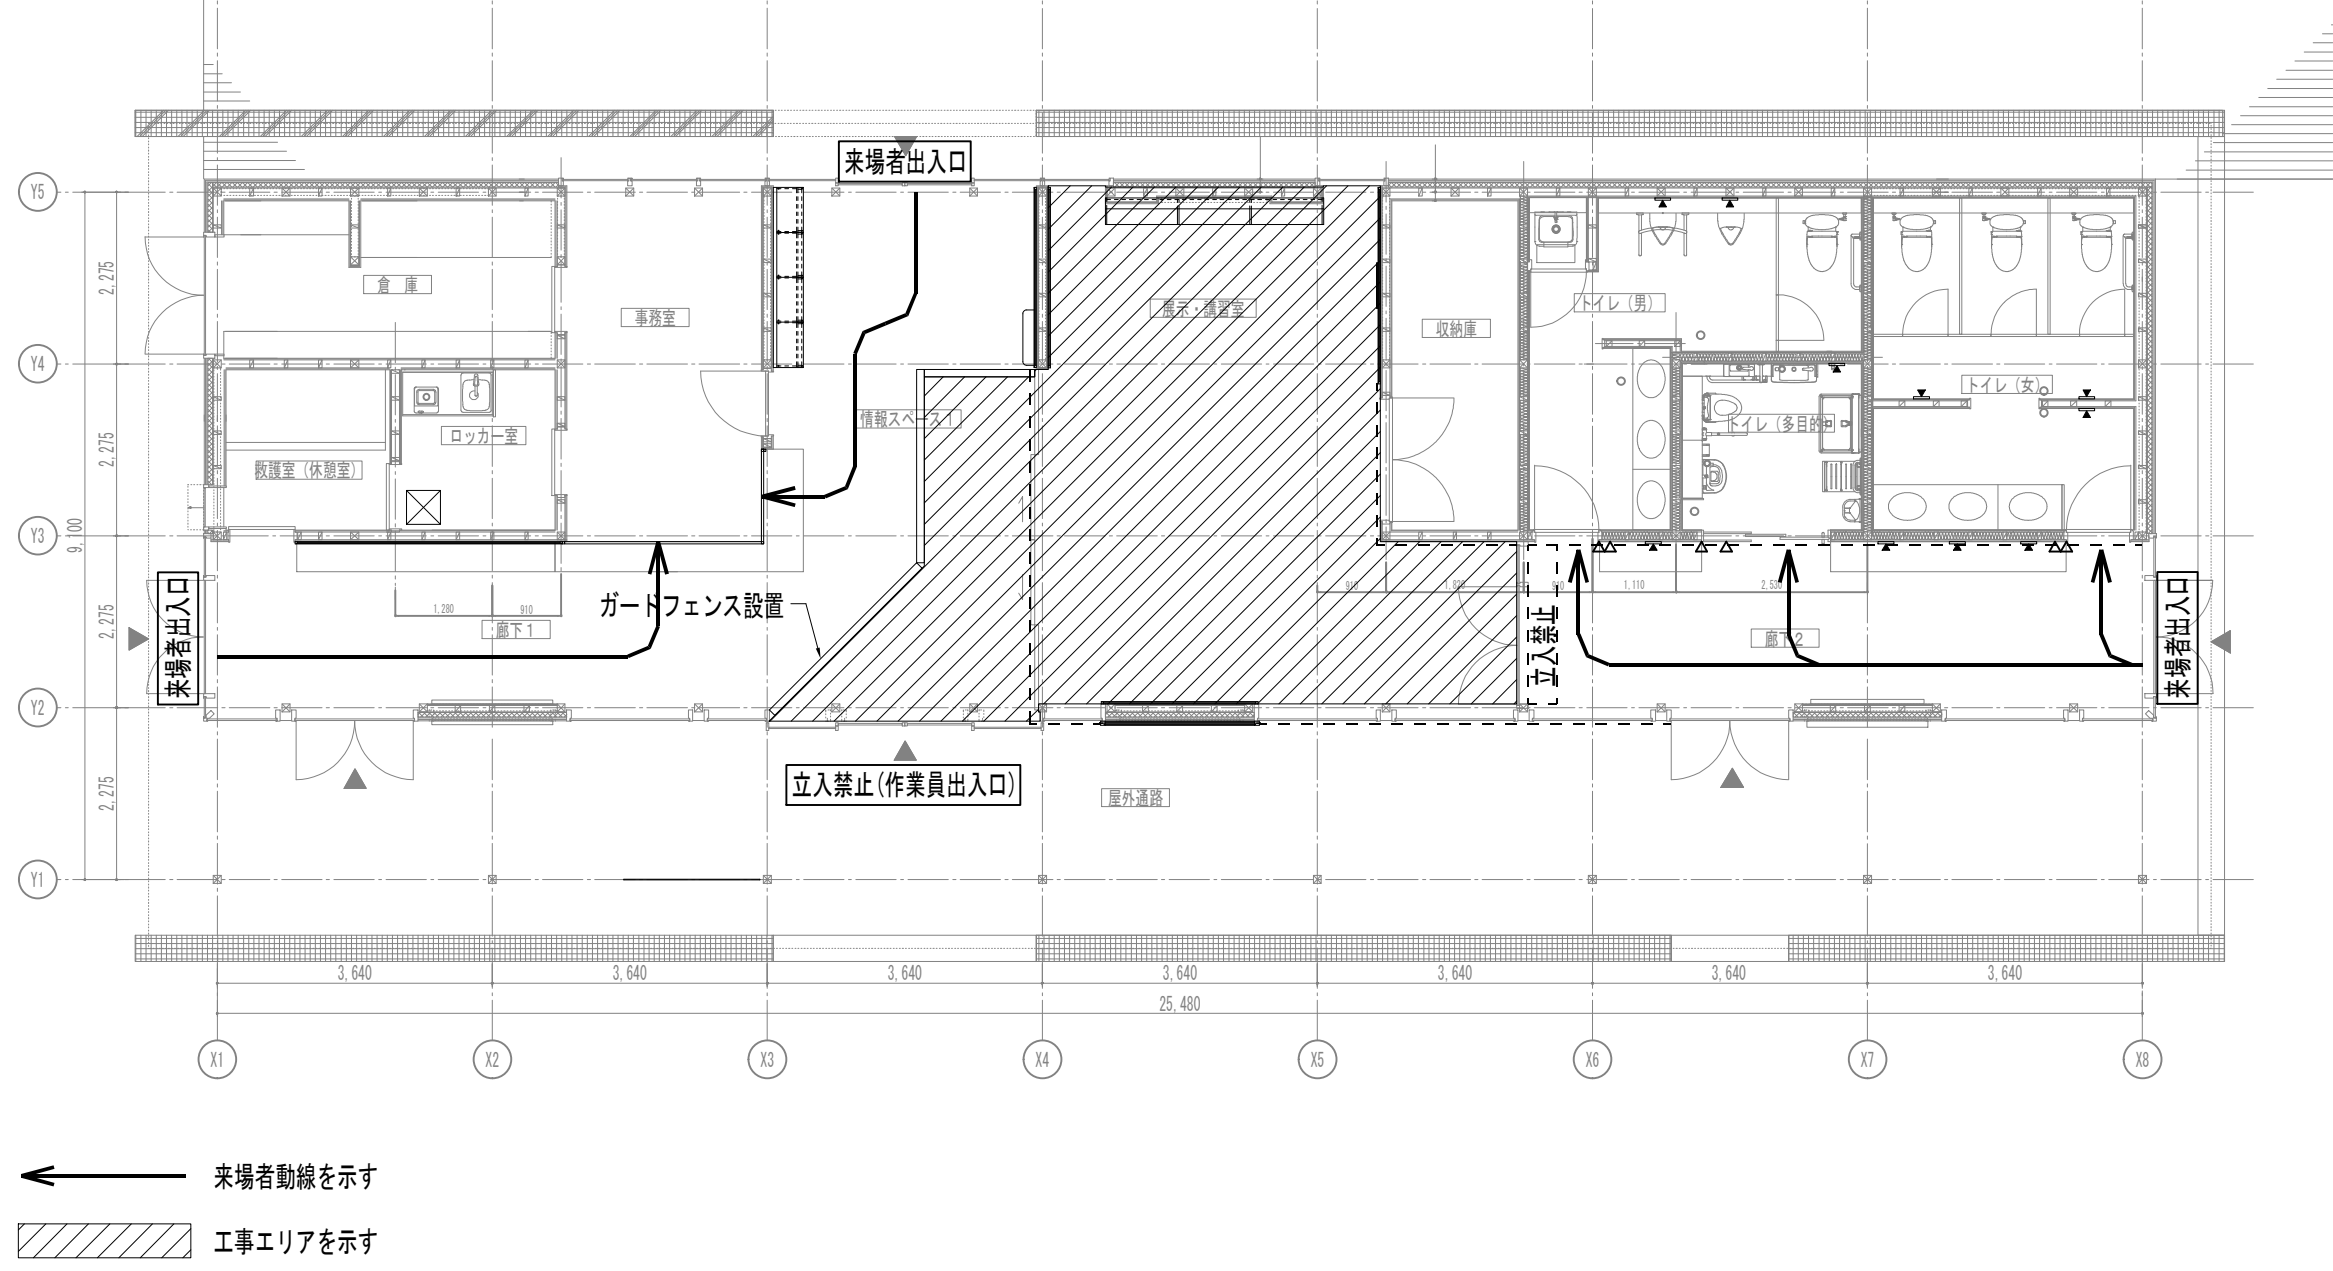 来場者出入口
Y5
2,275
倉 庫
事務室
展示・講習室
収納庫
トイレ（男）
Y4
2,275
情報スペース１
トイレ（女）
ロッカー室
トイレ（多目的）
救護室（休憩室）
Y3
9,100
来場者出入口
2,275
1,280
910
ガードフェンス設置
廊下１
910
1,820
910
1,110
2,530
立入禁止
廊下２
来場者出入口
Y2
2,275
立入禁止(作業員出入口)
屋外通路
Y1
3,640
3,640
3,640
3,640
3,640
3,640
3,640
25,480
X1
X2
X3
X4
X5
X6
X7
X8
来場者動線を示す
工事エリアを示す